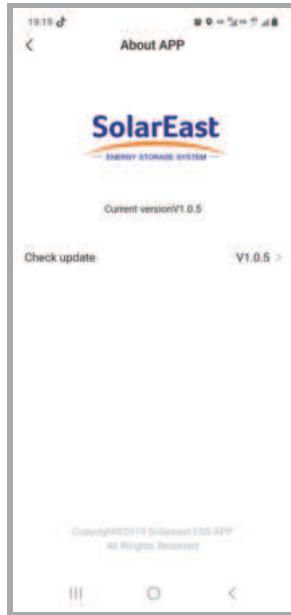 19:19
About APP
SolarEast
ENERGY STORAGE SYSTEM
Current versionV1.0.5
Check update V1.0.5 >
Copyright©2019 Solareast ESS APP
All Ringhts Reserved